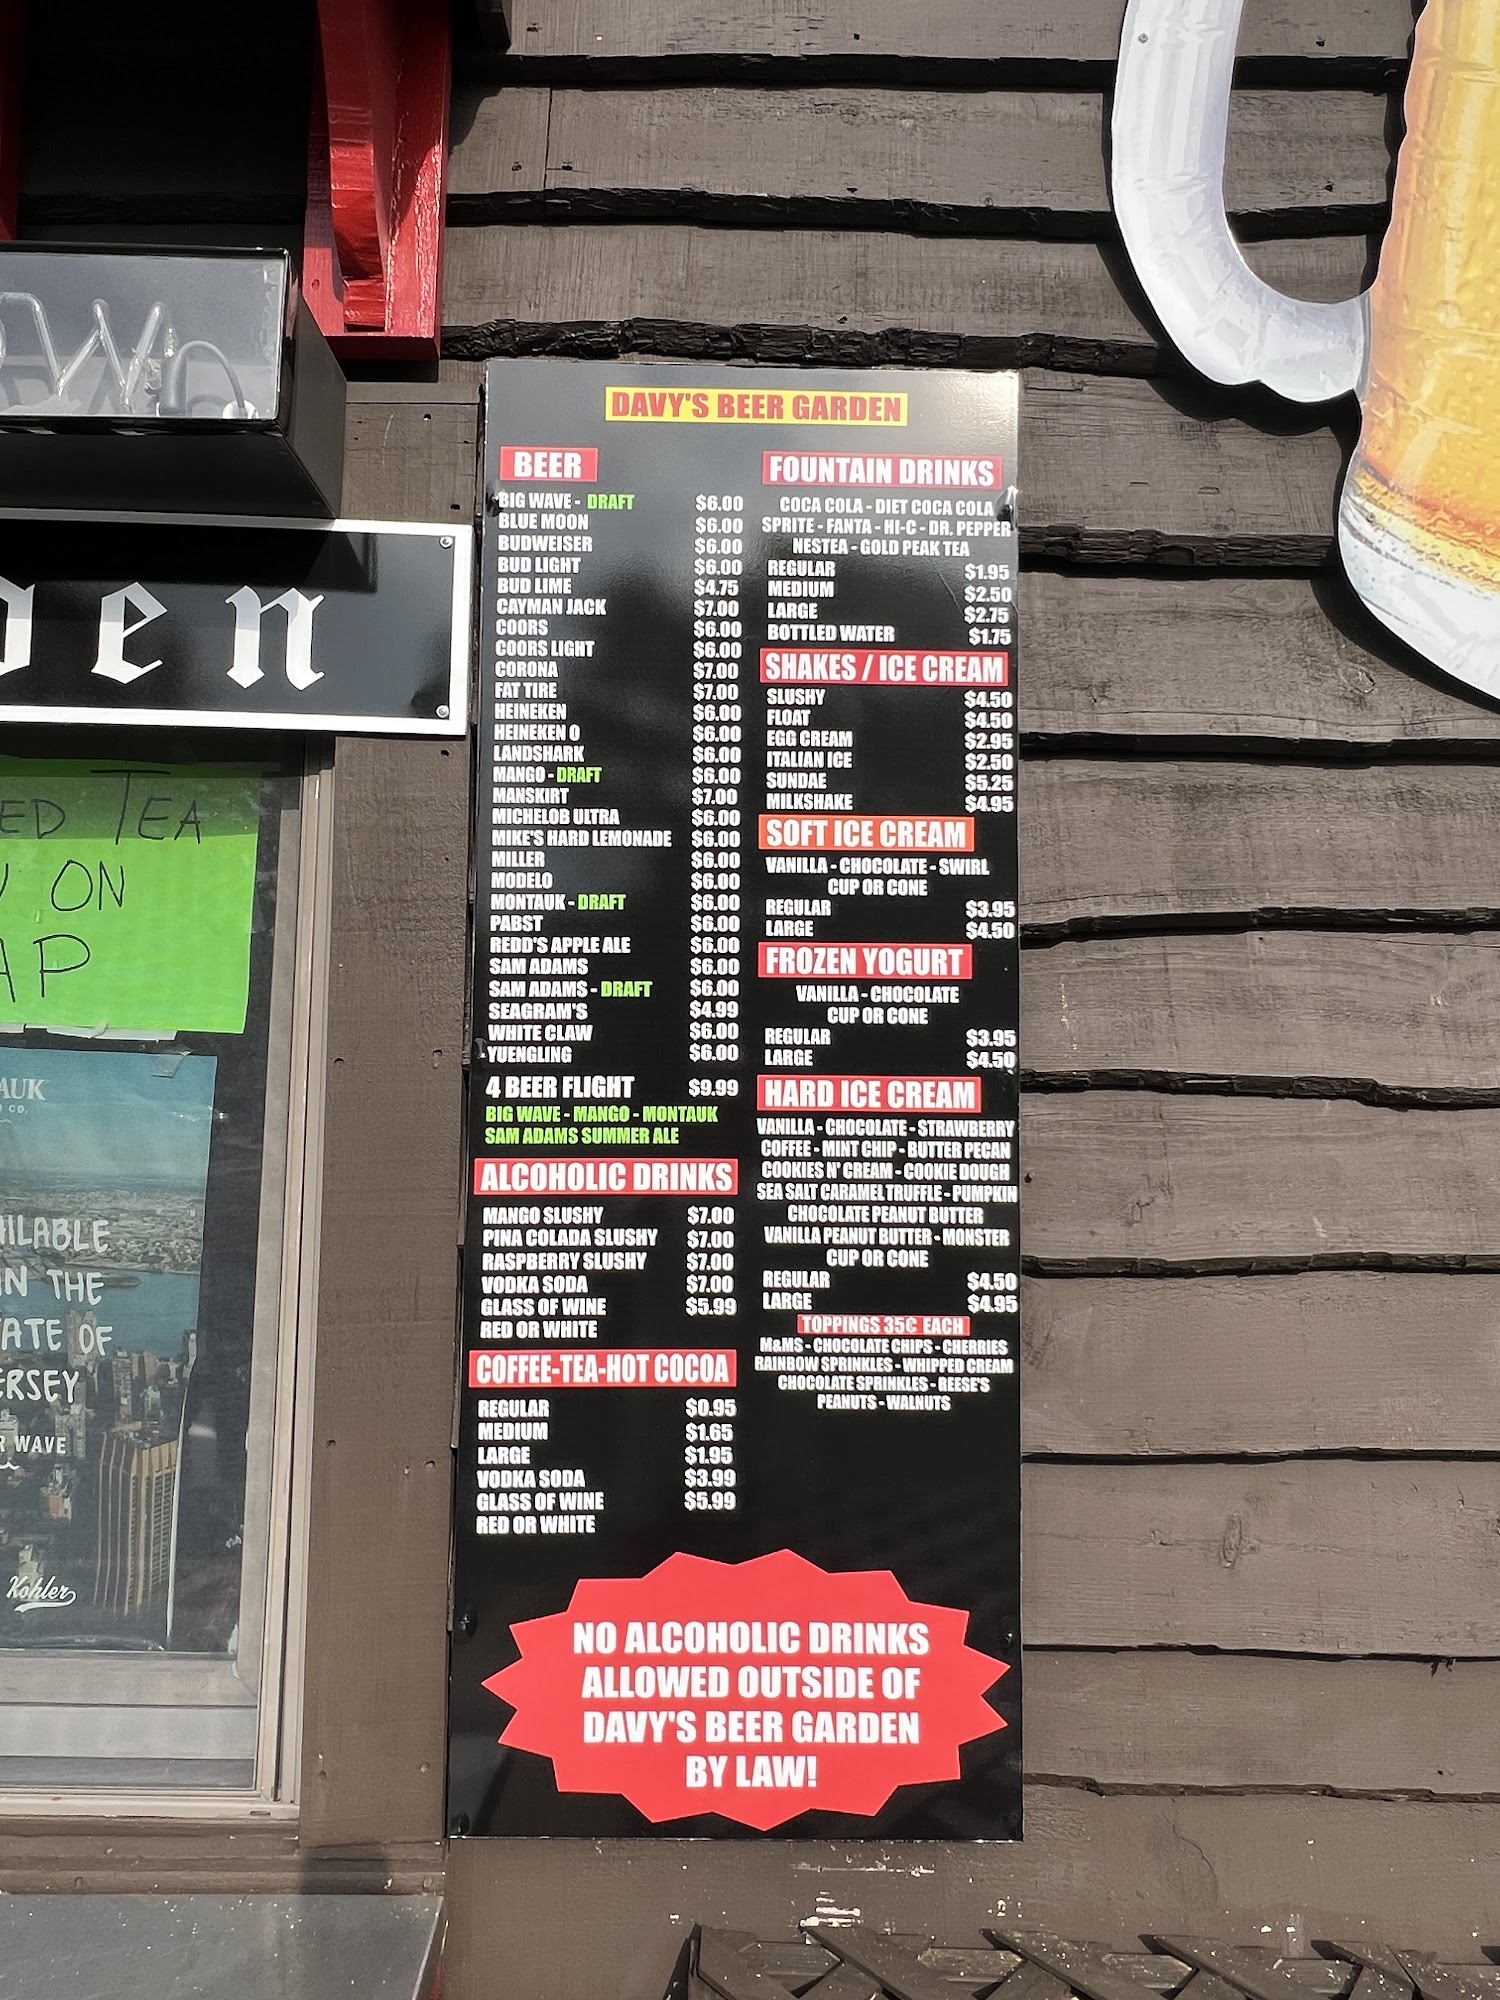 DAVY'S BEER GARDEN
BEER
BIG WAVE - DRAFT $6.00
BLUE MOON $6.00
BUDWEISER $6.00
BUD LIGHT $6.00
BUD LIME $4.75
CAYMAN JACK $7.00
COORS $6.00
COORS LIGHT $6.00
CORONA $7.00
FAT TIRE $7.00
HEINEKEN $6.00
HEINEKEN 0 $6.00
LANDSHARK $6.00
MANGO - DRAFT $6.00
MANSKIRT $7.00
MICHELOB ULTRA $6.00
MIKE'S HARD LEMONADE $6.00
MILLER $6.00
MODELO $6.00
MONTAUK - DRAFT $6.00
PABST $6.00
REDD'S APPLE ALE $6.00
SAM ADAMS $6.00
SAM ADAMS - DRAFT $6.00
SEAGRAM'S $4.99
WHITE CLAW $6.00
YUENGLING $6.00
4 BEER FLIGHT $9.99
BIG WAVE - MANGO - MONTAUK
SAM ADAMS SUMMER ALE
ALCOHOLIC DRINKS
MANGO SLUSHY $7.00
PINA COLADA SLUSHY $7.00
RASPBERRY SLUSHY $7.00
VODKA SODA $7.00
GLASS OF WINE $5.99
RED OR WHITE
COFFEE-TEA-HOT COCOA
REGULAR $0.95
MEDIUM $1.65
LARGE $1.95
VODKA SODA $3.99
GLASS OF WINE $5.99
RED OR WHITE
FOUNTAIN DRINKS
COCA COLA - DIET COCA COLA
SPRITE - FANTA - HI-C - DR. PEPPER
NESTEA - GOLD PEAK TEA
REGULAR $1.95
MEDIUM $2.50
LARGE $2.75
BOTTLED WATER $1.75
SHAKES / ICE CREAM
SLUSHY $4.50
FLOAT $4.50
EGG CREAM $2.95
ITALIAN ICE $2.50
SUNDAE $5.25
MILKSHAKE $4.95
SOFT ICE CREAM
VANILLA - CHOCOLATE - SWIRL
CUP OR CONE
REGULAR $3.95
LARGE $4.50
FROZEN YOGURT
VANILLA - CHOCOLATE
CUP OR CONE
REGULAR $3.95
LARGE $4.50
HARD ICE CREAM
VANILLA - CHOCOLATE - STRAWBERRY
COFFEE - MINT CHIP - BUTTER PECAN
COOKIES N' CREAM - COOKIE DOUGH
SEA SALT CARAMEL TRUFFLE - PUMPKIN
CHOCOLATE PEANUT BUTTER
VANILLA PEANUT BUTTER - MONSTER
CUP OR CONE
REGULAR $4.50
LARGE $4.95
TOPPINGS 35¢ EACH
M&MS - CHOCOLATE CHIPS - CHERRIES
RAINBOW SPRINKLES - WHIPPED CREAM
CHOCOLATE SPRINKLES - REESE'S
PEANUTS - WALNUTS
NO ALCOHOLIC DRINKS
ALLOWED OUTSIDE OF
DAVY'S BEER GARDEN
BY LAW!
den
ED TEA
ON
AP
AUK
CO.
AILABLE
IN THE
ATE OF
ERSEY
R WAVE
Kohler